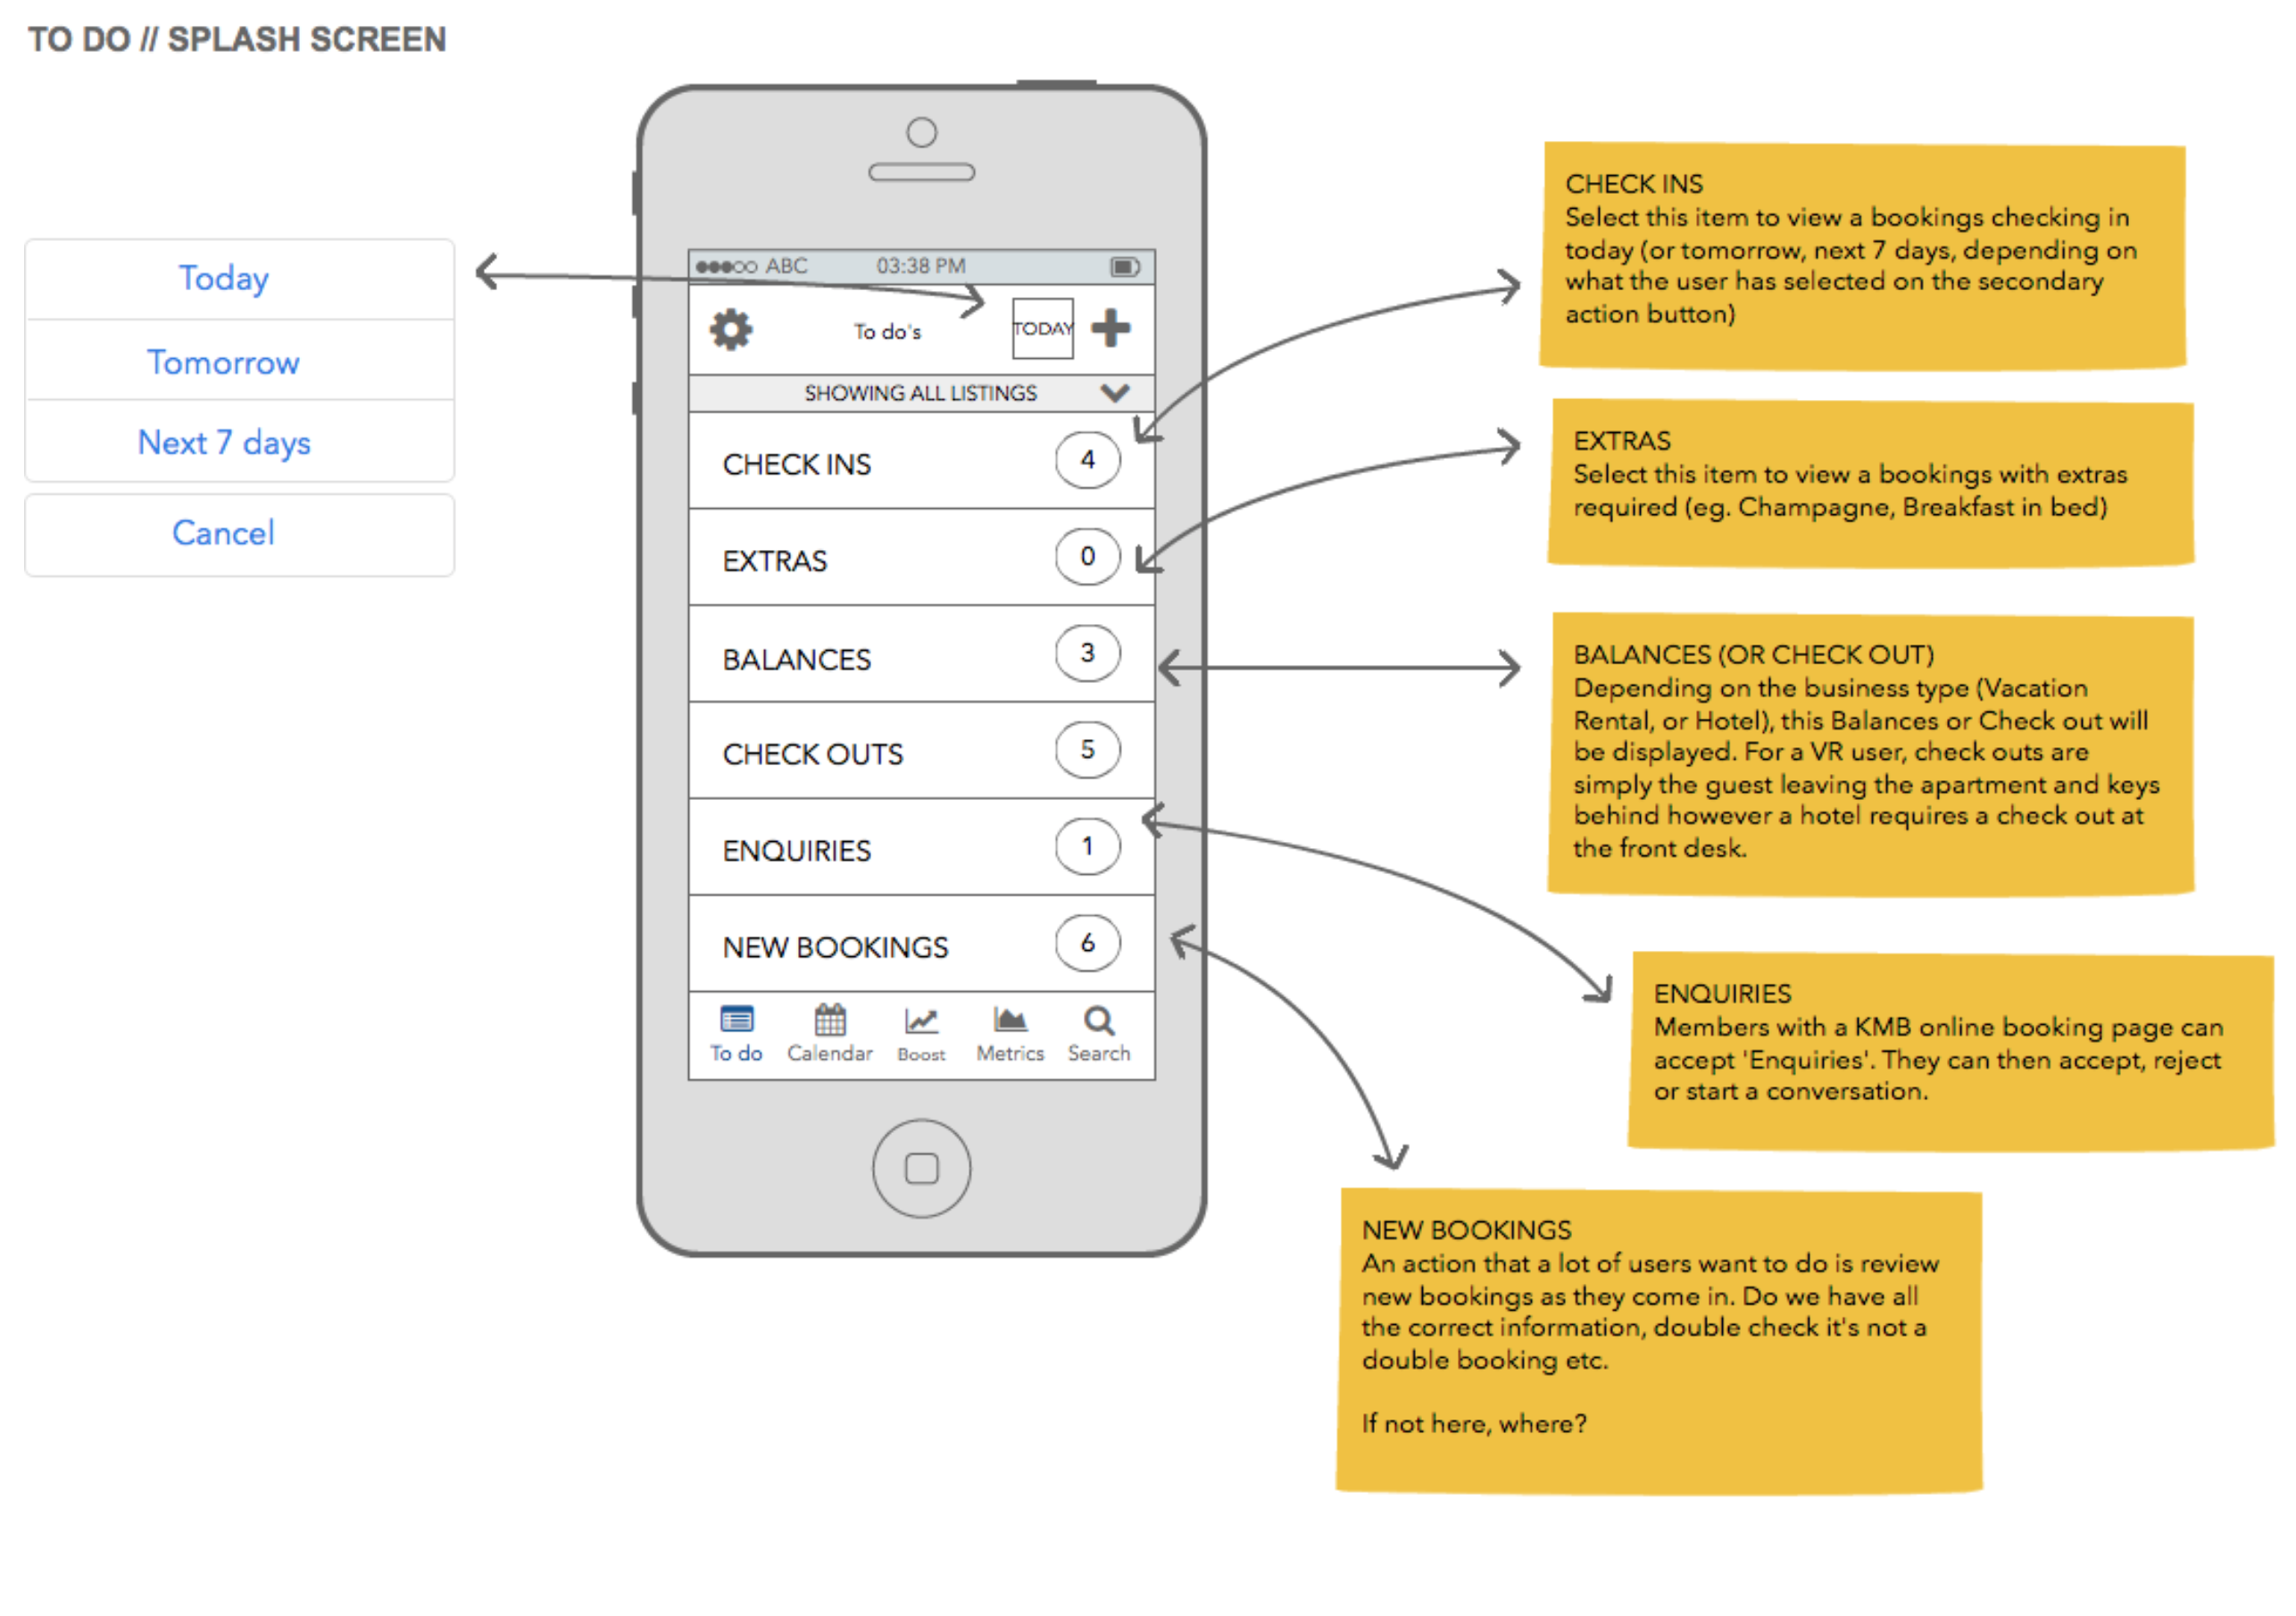 TO DO // SPLASH SCREEN
Today
Tomorrow
Next 7 days
Cancel
ABC 03:38 PM
To do's TODAY
SHOWING ALL LISTINGS
CHECK INS 4
EXTRAS 0
BALANCES 3
CHECK OUTS 5
ENQUIRIES 1
NEW BOOKINGS 6
To do Calendar Boost Metrics Search
CHECK INS
Select this item to view a bookings checking in
today (or tomorrow, next 7 days, depending on
what the user has selected on the secondary
action button)
EXTRAS
Select this item to view a bookings with extras
required (eg. Champagne, Breakfast in bed)
BALANCES (OR CHECK OUT)
Depending on the business type (Vacation
Rental, or Hotel), this Balances or Check out will
be displayed. For a VR user, check outs are
simply the guest leaving the apartment and keys
behind however a hotel requires a check out at
the front desk.
ENQUIRIES
Members with a KMB online booking page can
accept 'Enquiries'. They can then accept, reject
or start a conversation.
NEW BOOKINGS
An action that a lot of users want to do is review
new bookings as they come in. Do we have all
the correct information, double check it's not a
double booking etc.
If not here, where?